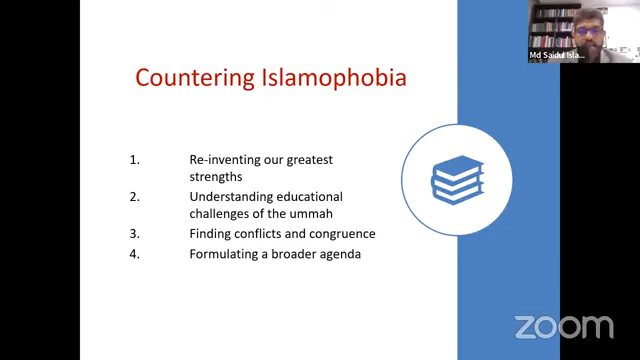 Countering Islamophobia
1. Re-inventing our greatest
strengths
2. Understanding educational
challenges of the ummah
3. Finding conflicts and congruence
4. Formulating a broader agenda
Md Saidul Isla...
zoom